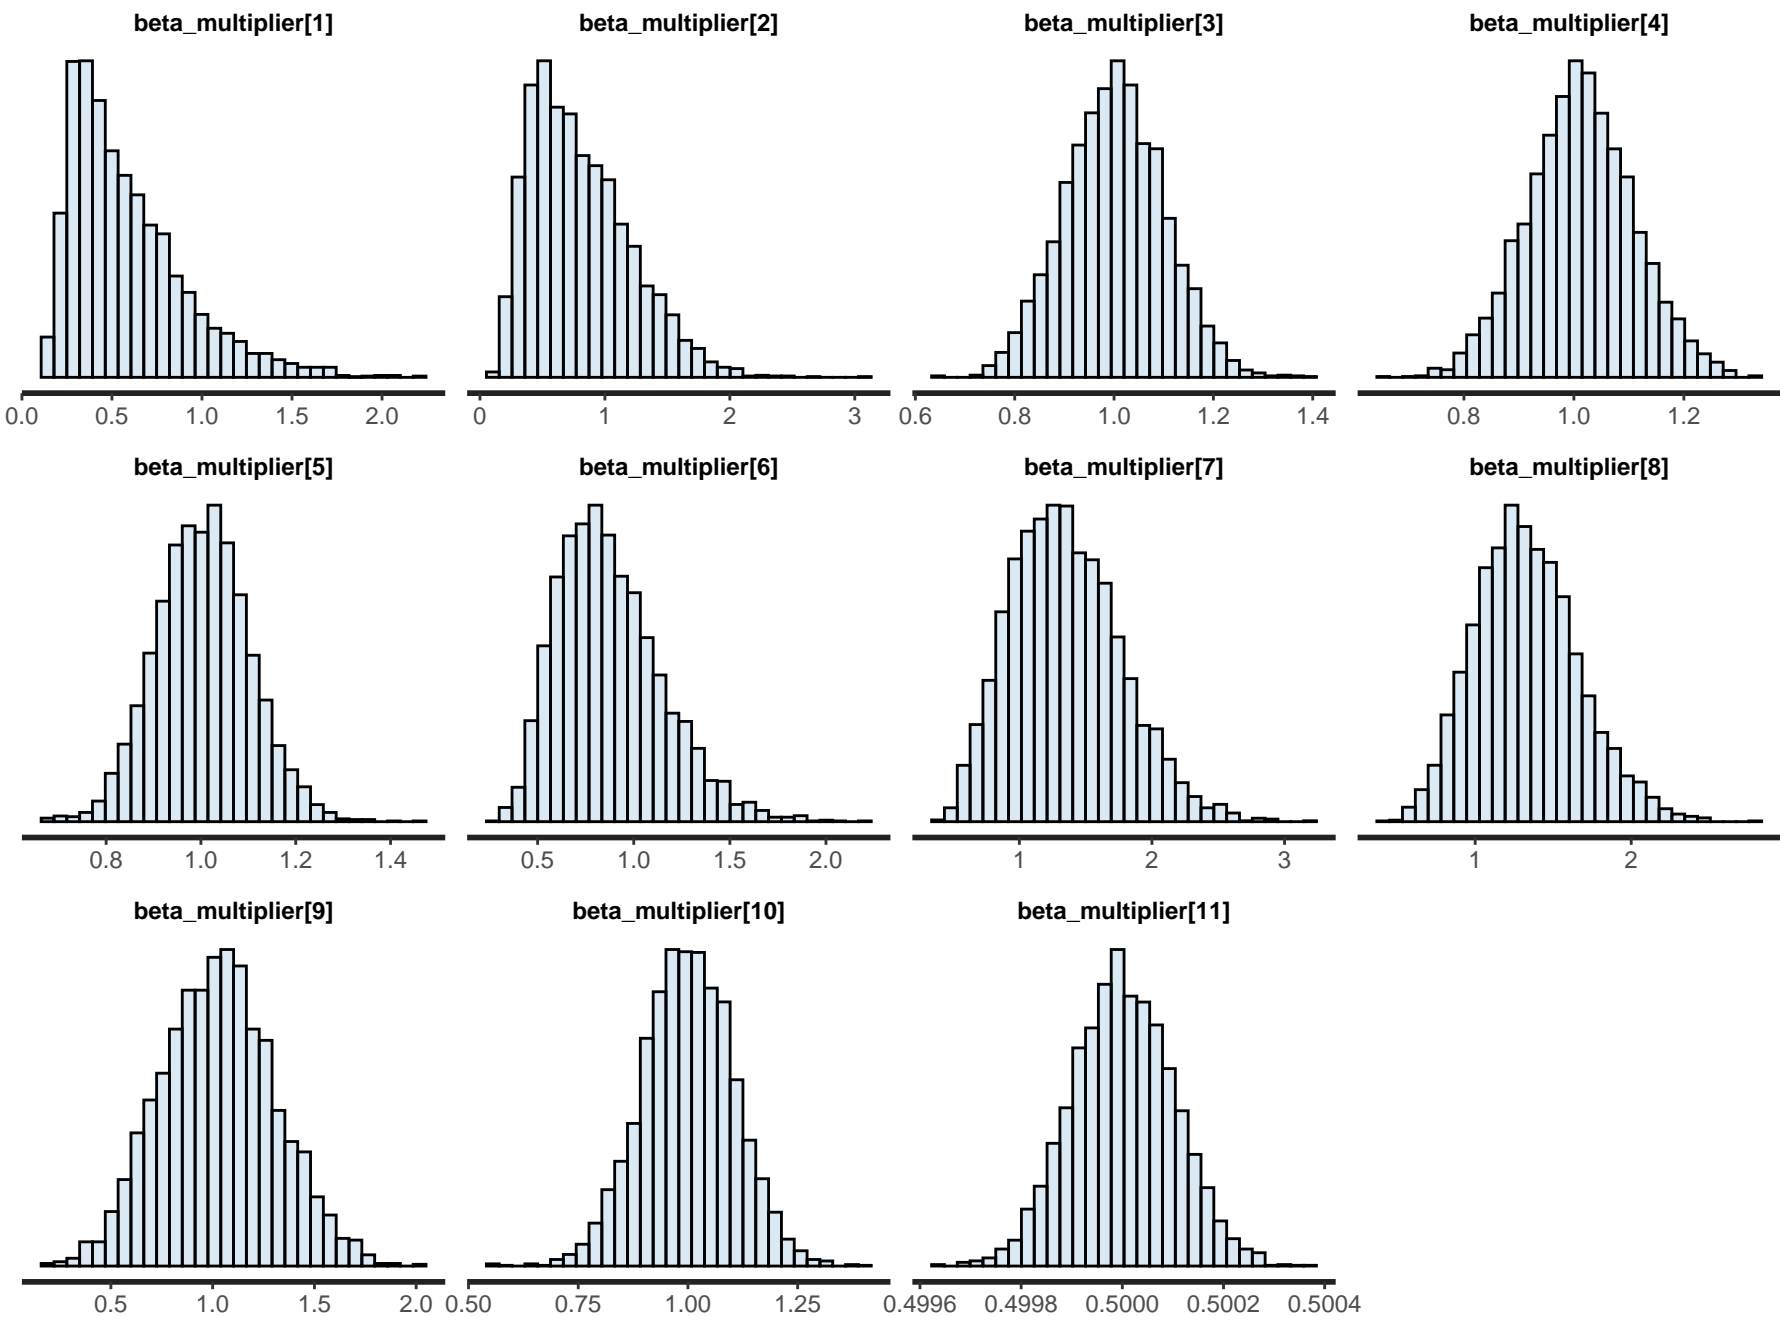 beta_multiplier[1] beta_multiplier[2] beta_multiplier[3] beta_multiplier[4]
0.0 0.5 1.0 1.5 2.0 0 1 2 3 0.6 0.8 1.0 1.2 1.4 0.8 1.0 1.2
beta_multiplier[5] beta_multiplier[6] beta_multiplier[7] beta_multiplier[8]
0.8 1.0 1.2 1.4 0.5 1.0 1.5 2.0 1 2 3 1 2
beta_multiplier[9] beta_multiplier[10] beta_multiplier[11]
0.5 1.0 1.5 2.0 0.50 0.75 1.00 1.25 0.4996 0.4998 0.5000 0.5002 0.5004